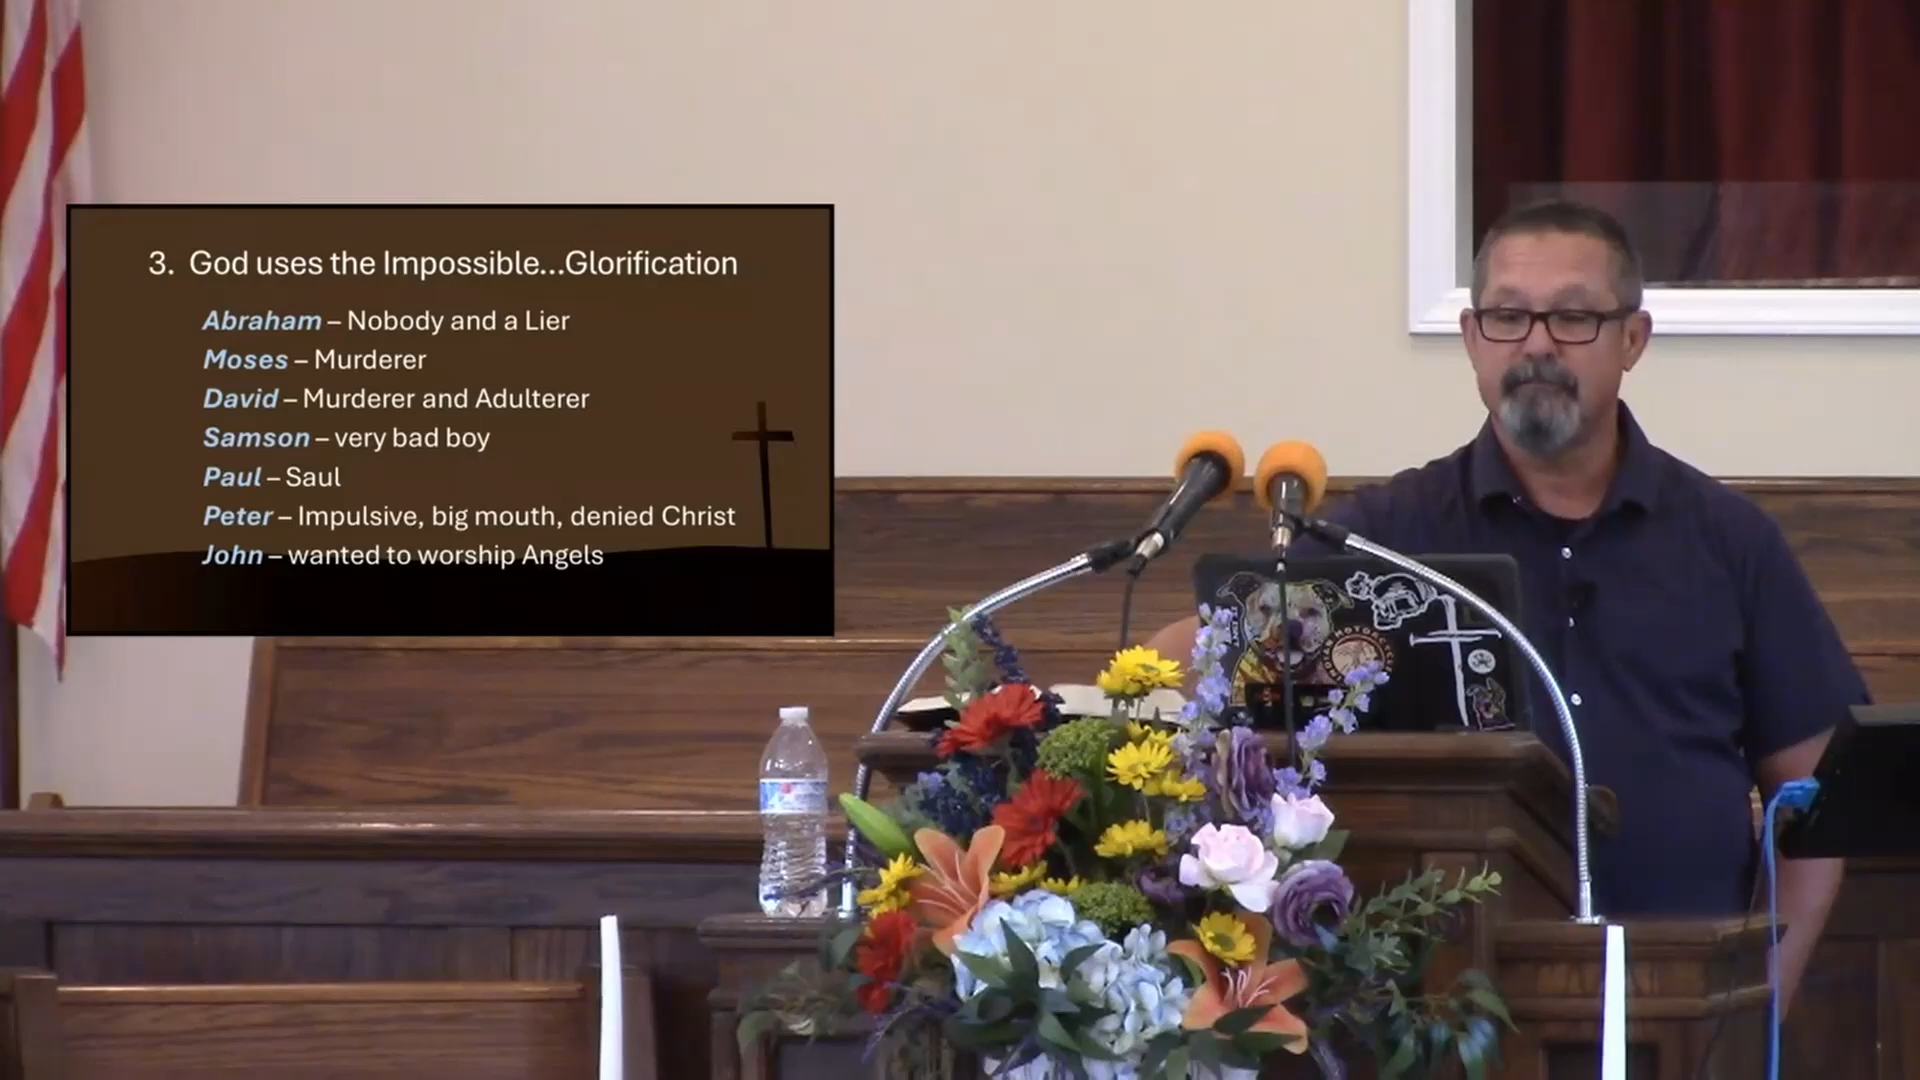 3. God uses the Impossible...Glorification
Abraham – Nobody and a Lier
Moses – Murderer
David – Murderer and Adulterer
Samson – very bad boy
Paul – Saul
Peter – Impulsive, big mouth, denied Christ
John – wanted to worship Angels